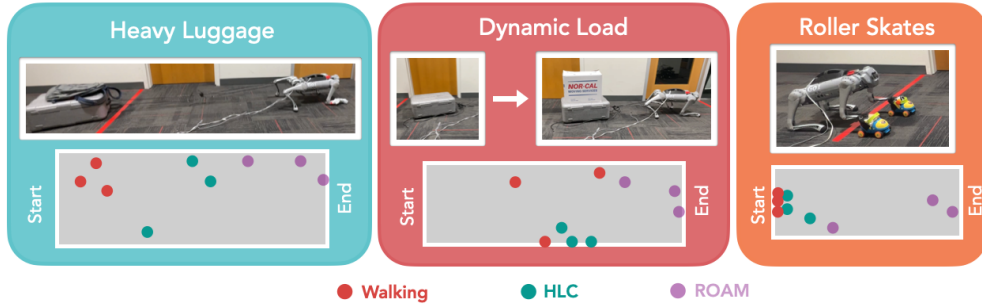 Heavy Luggage
Dynamic Load
Roller Skates
NOR-CAL
Start
End
Start
End
Start
End
Walking
HLC
ROAM